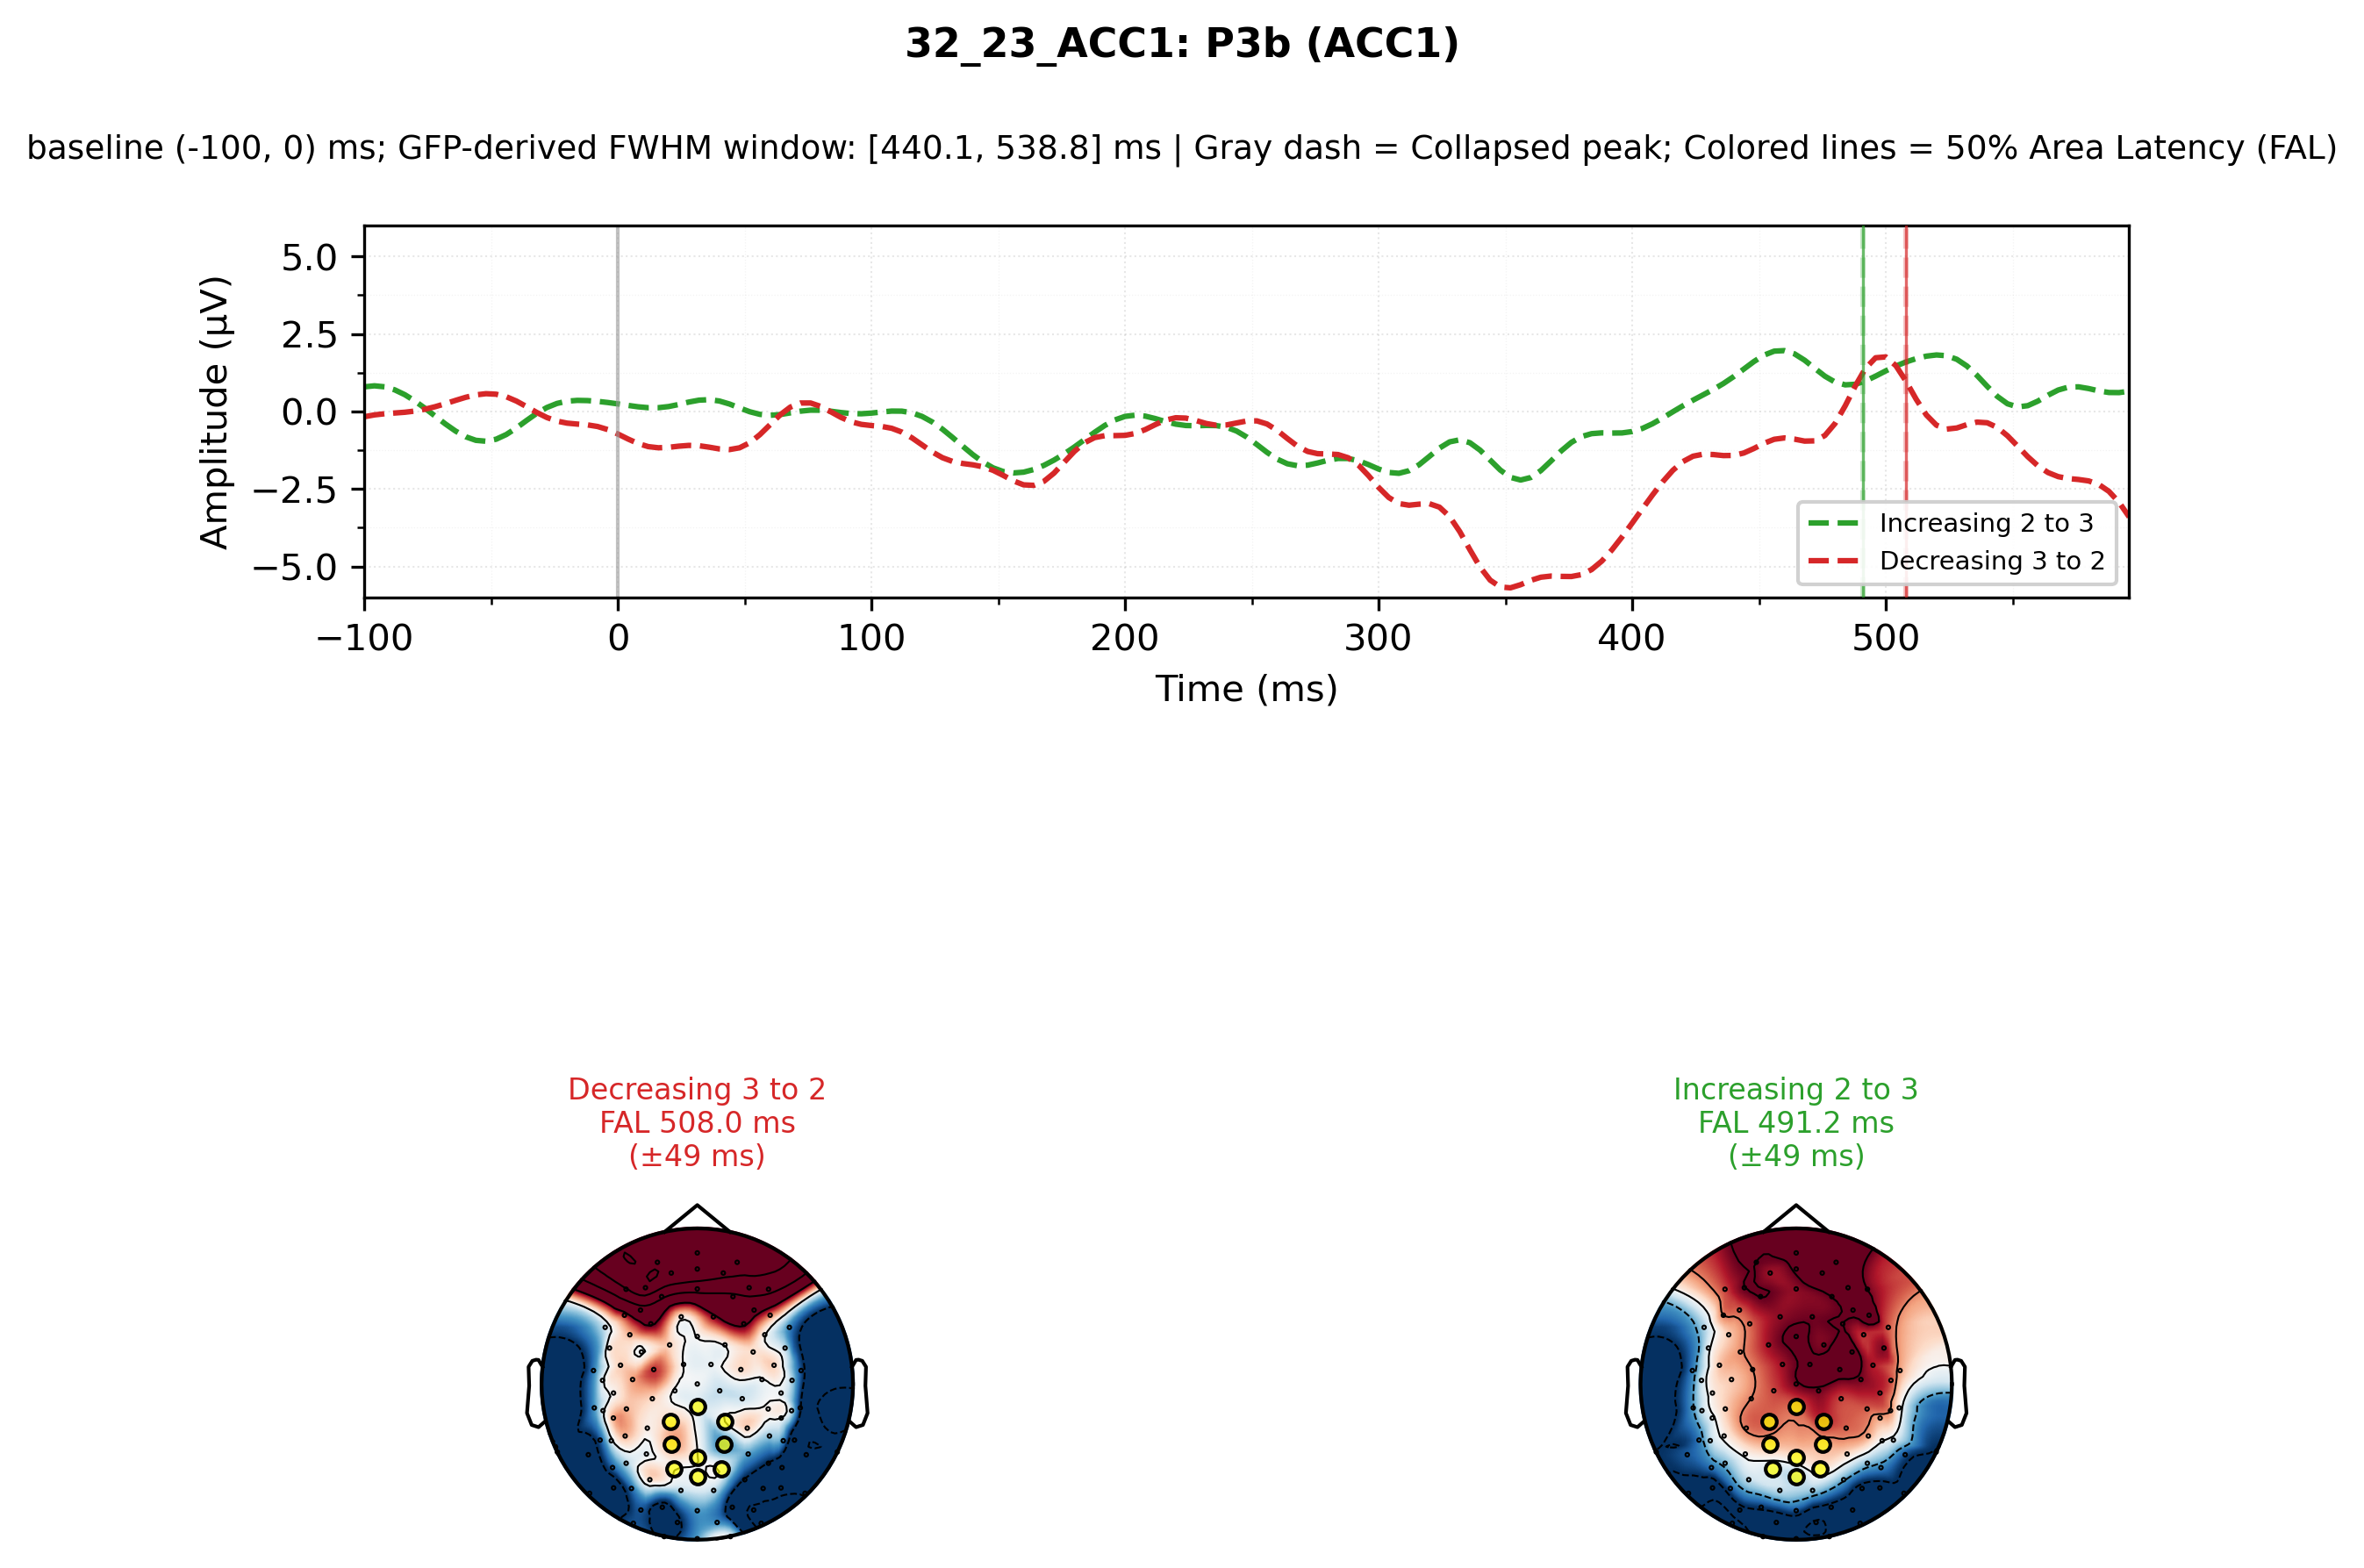 32_23_ACC1: P3b (ACC1)
baseline (-100, 0) ms; GFP-derived FWHM window: [440.1, 538.8] ms | Gray dash = Collapsed peak; Colored lines = 50% Area Latency (FAL)
Amplitude (µV)
5.0
2.5
0.0
−2.5
−5.0
Increasing 2 to 3
Decreasing 3 to 2
−100
0
100
200
300
400
500
Time (ms)
Decreasing 3 to 2
FAL 508.0 ms
(±49 ms)
Increasing 2 to 3
FAL 491.2 ms
(±49 ms)